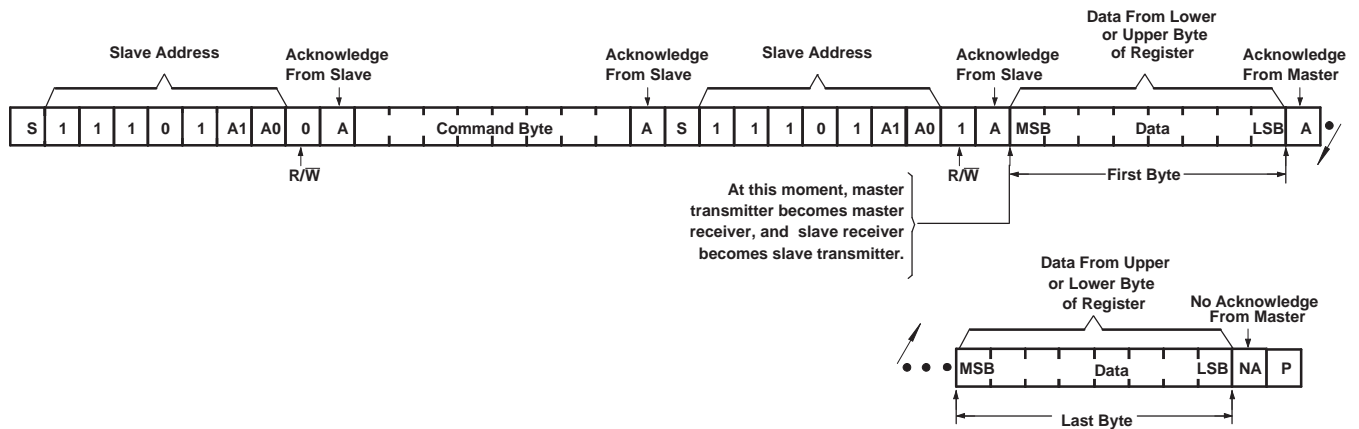 Data From Lower
or Upper Byte
of Register
Slave Address
Acknowledge
From Slave
Acknowledge
From Slave
Slave Address
Acknowledge
From Slave
Acknowledge
From Master
S 1 1 1 0 1 A1 A0 0 A Command Byte A S 1 1 1 0 1 A1 A0 1 A MSB Data LSB A
R/W̅
R/W̅
First Byte
At this moment, master
transmitter becomes master
receiver, and slave receiver
becomes slave transmitter.
Data From Upper
or Lower Byte
of Register
No Acknowledge
From Master
MSB Data LSB NA P
Last Byte